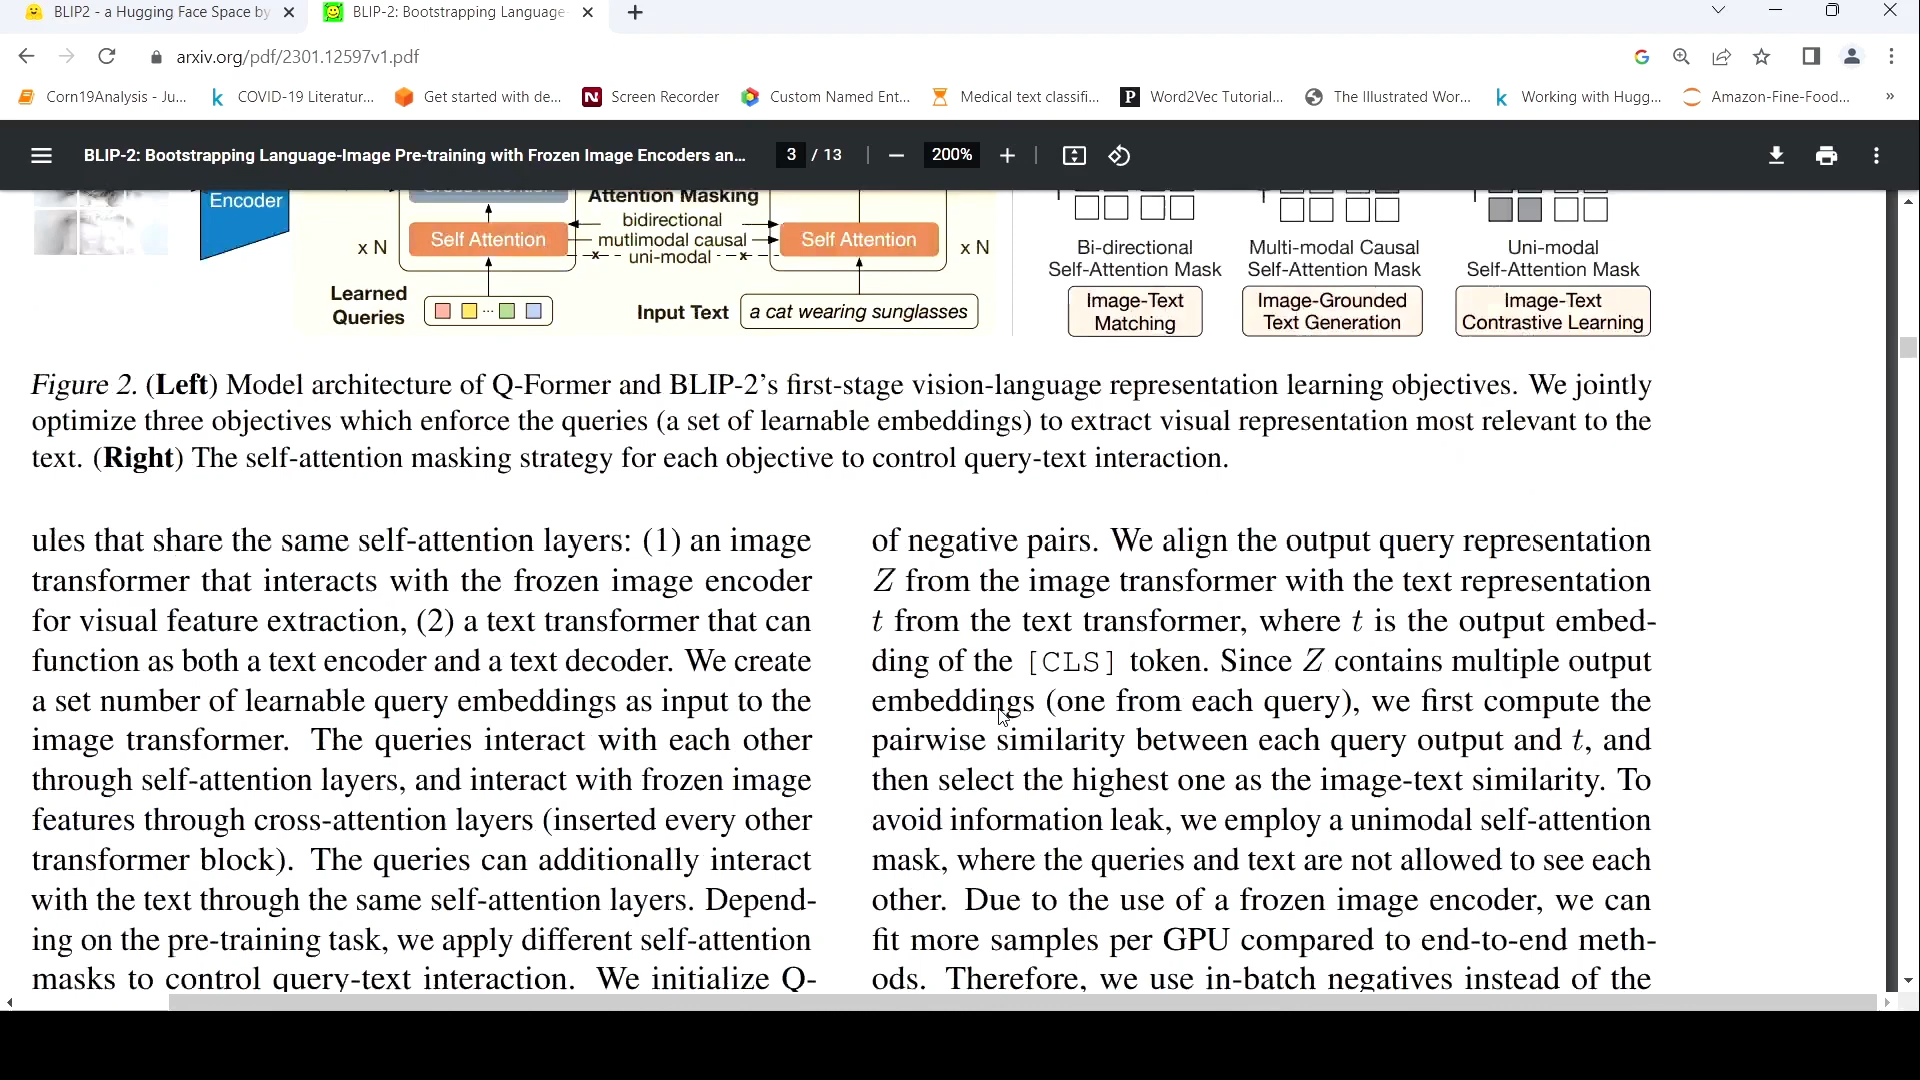 BLIP2 - a Hugging Face Space by
BLIP-2: Bootstrapping Language-
arxiv.org/pdf/2301.12597v1.pdf
Corn19Analysis - Ju...
COVID-19 Literatur...
Get started with de...
Screen Recorder
Custom Named Ent...
Medical text classifi...
Word2Vec Tutorial...
The Illustrated Wor...
Working with Hugg...
Amazon-Fine-Food...
»
BLIP-2: Bootstrapping Language-Image Pre-training with Frozen Image Encoders an...
3 / 13
200%
Encoder
Attention Masking
bidirectional
mutlimodal causal
uni-modal
Self Attention
Self Attention
x N
x N
Learned
Queries
...
Input Text
a cat wearing sunglasses
Bi-directional
Self-Attention Mask
Image-Text
Matching
Multi-modal Causal
Self-Attention Mask
Image-Grounded
Text Generation
Uni-modal
Self-Attention Mask
Image-Text
Contrastive Learning
Figure 2. (Left) Model architecture of Q-Former and BLIP-2's first-stage vision-language representation learning objectives. We jointly
optimize three objectives which enforce the queries (a set of learnable embeddings) to extract visual representation most relevant to the
text. (Right) The self-attention masking strategy for each objective to control query-text interaction.
ules that share the same self-attention layers: (1) an image
transformer that interacts with the frozen image encoder
for visual feature extraction, (2) a text transformer that can
function as both a text encoder and a text decoder. We create
a set number of learnable query embeddings as input to the
image transformer. The queries interact with each other
through self-attention layers, and interact with frozen image
features through cross-attention layers (inserted every other
transformer block). The queries can additionally interact
with the text through the same self-attention layers. Depend-
ing on the pre-training task, we apply different self-attention
masks to control query-text interaction. We initialize Q-
of negative pairs. We align the output query representation
Z from the image transformer with the text representation
t from the text transformer, where t is the output embed-
ding of the [CLS] token. Since Z contains multiple output
embeddings (one from each query), we first compute the
pairwise similarity between each query output and t, and
then select the highest one as the image-text similarity. To
avoid information leak, we employ a unimodal self-attention
mask, where the queries and text are not allowed to see each
other. Due to the use of a frozen image encoder, we can
fit more samples per GPU compared to end-to-end meth-
ods. Therefore, we use in-batch negatives instead of the